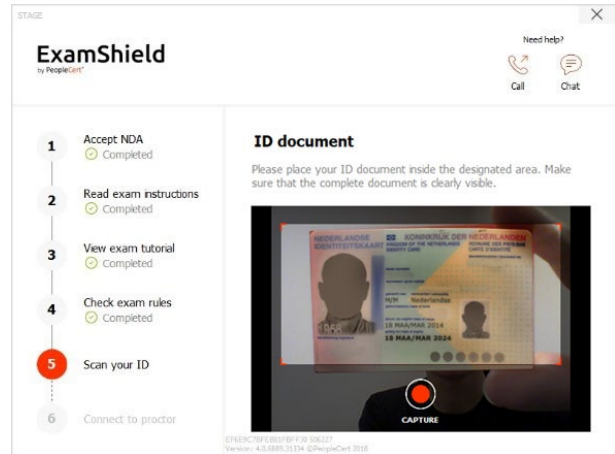 STAGE
Need help?
ExamShield
by PeopleCert
Call
Chat
1
Accept NDA
Completed
2
Read exam instructions
Completed
3
View exam tutorial
Completed
4
Check exam rules
Completed
5
Scan your ID
6
Connect to proctor
ID document
Please place your ID document inside the designated area. Make
sure that the complete document is clearly visible.
NEDERLANDSE
IDENTITEITSKAART
KONINKRIJK DER NEDERLANDEN
KINGDOM OF THE NETHERLANDS
ROYAUME DES PAYS-BAS
IDENTITY CARD
CARTE D'IDENTITÉ
M/M
Nederlandse
18 MAA/MAR 2014
18 MAA/MAR 2024
CAPTURE
©PeopleCert 2018